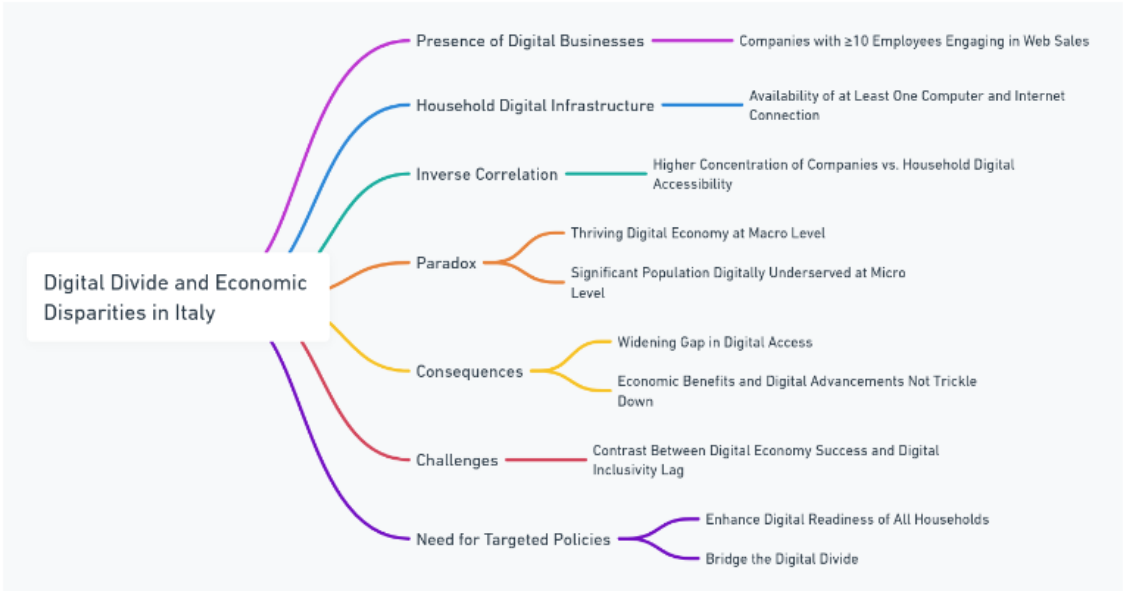 Presence of Digital Businesses
Companies with ≥10 Employees Engaging in Web Sales
Household Digital Infrastructure
Availability of at Least One Computer and Internet
Connection
Inverse Correlation
Higher Concentration of Companies vs. Household Digital
Accessibility
Paradox
Thriving Digital Economy at Macro Level
Significant Population Digitally Underserved at Micro
Level
Digital Divide and Economic
Disparities in Italy
Consequences
Widening Gap in Digital Access
Economic Benefits and Digital Advancements Not Trickle
Down
Challenges
Contrast Between Digital Economy Success and Digital
Inclusivity Lag
Need for Targeted Policies
Enhance Digital Readiness of All Households
Bridge the Digital Divide